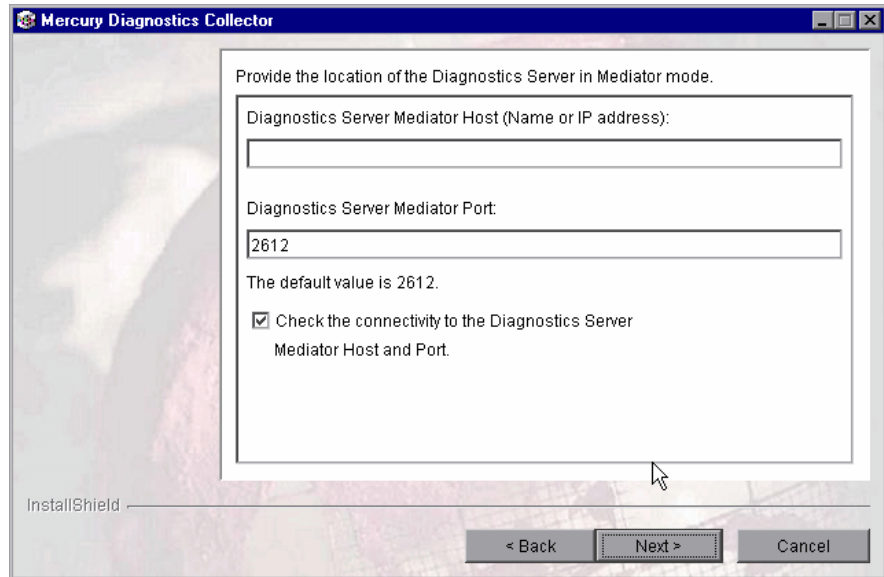 Mercury Diagnostics Collector
Provide the location of the Diagnostics Server in Mediator mode.
Diagnostics Server Mediator Host (Name or IP address):
Diagnostics Server Mediator Port:
2612
The default value is 2612.
Check the connectivity to the Diagnostics Server
Mediator Host and Port.
InstallShield
< Back
Next >
Cancel